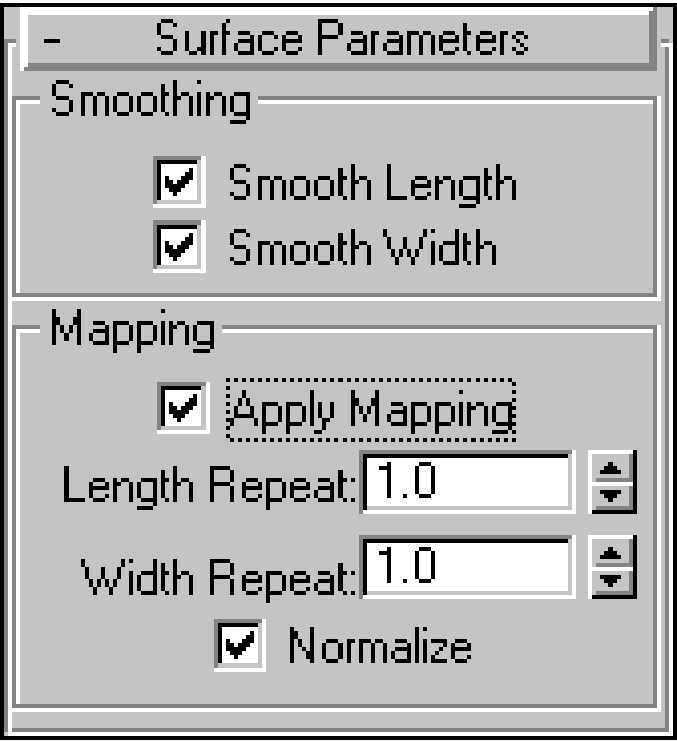 - Surface Parameters
Smoothing
Smooth Length
Smooth Width
Mapping
Apply Mapping
Length Repeat: 1.0
Width Repeat: 1.0
Normalize